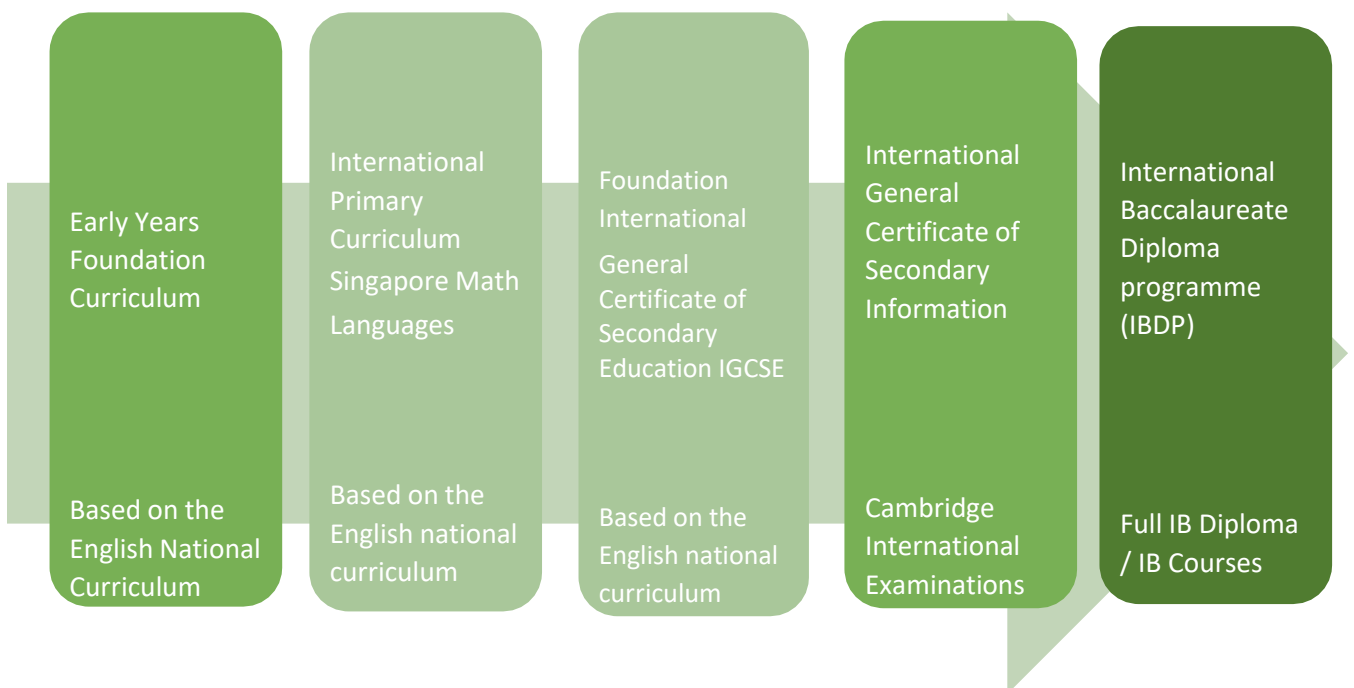 Early Years
Foundation
Curriculum
Based on the
English National
Curriculum
International
Primary
Curriculum
Singapore Math
Languages
Based on the
English national
curriculum
Foundation
International
General
Certificate of
Secondary
Education IGCSE
Based on the
English national
curriculum
International
General
Certificate of
Secondary
Information
Cambridge
International
Examinations
International
Baccalaureate
Diploma
programme
(IBDP)
Full IB Diploma
/ IB Courses